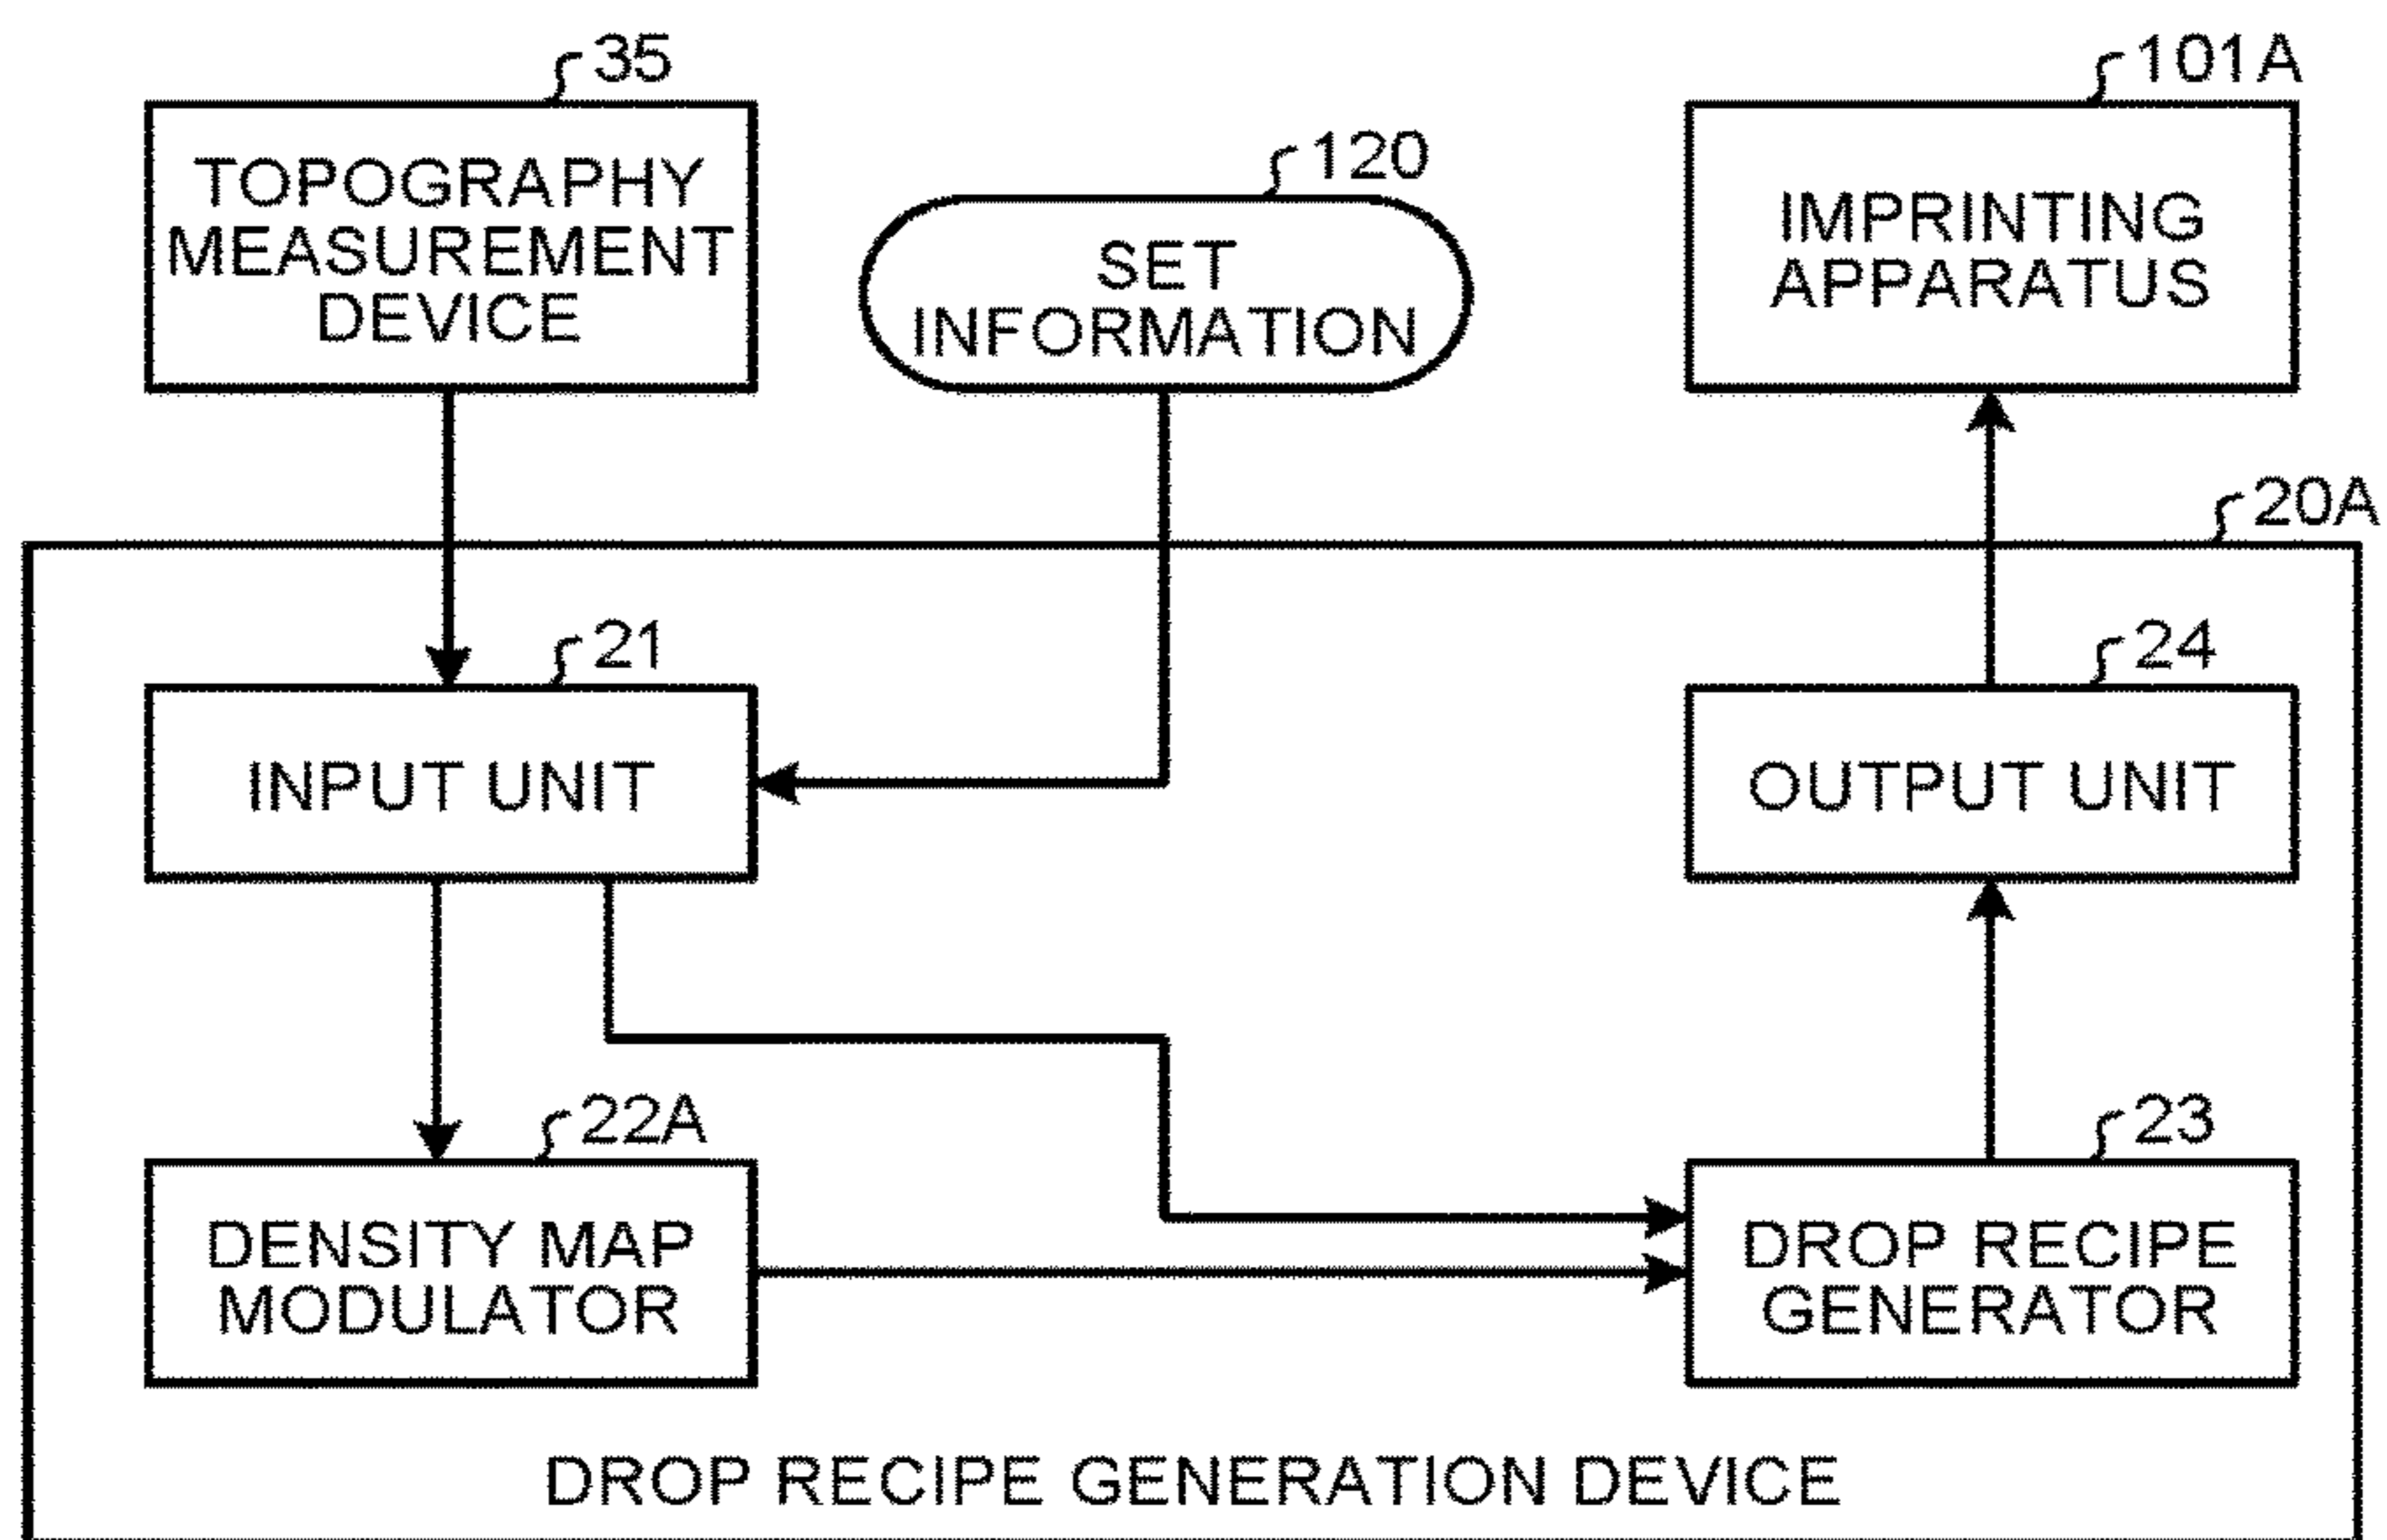 35
TOPOGRAPHY
MEASUREMENT
DEVICE
120
SET
INFORMATION
101A
IMPRINTING
APPARATUS
20A
21
INPUT UNIT
24
OUTPUT UNIT
22A
DENSITY MAP
MODULATOR
23
DROP RECIPE
GENERATOR
DROP RECIPE GENERATION DEVICE